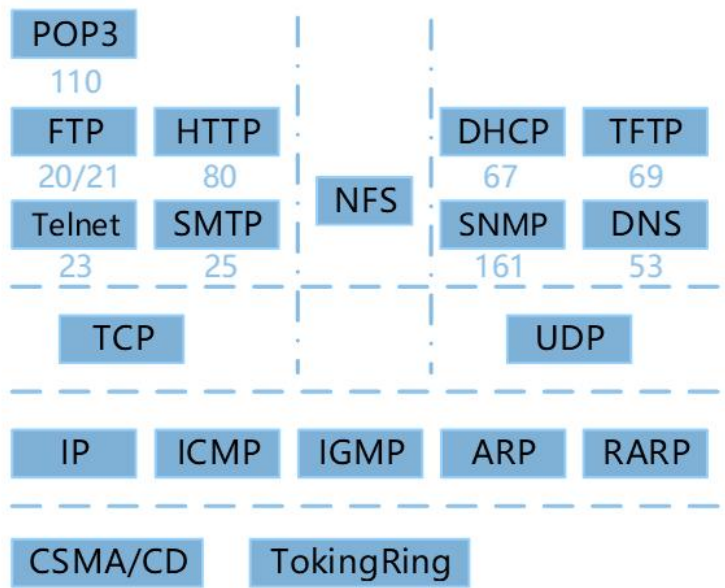 POP3
110
FTP HTTP DHCP TFTP
20/21 80 67 69
NFS
Telnet SMTP SNMP DNS
23 25 161 53
TCP UDP
IP ICMP IGMP ARP RARP
CSMA/CD TokingRing